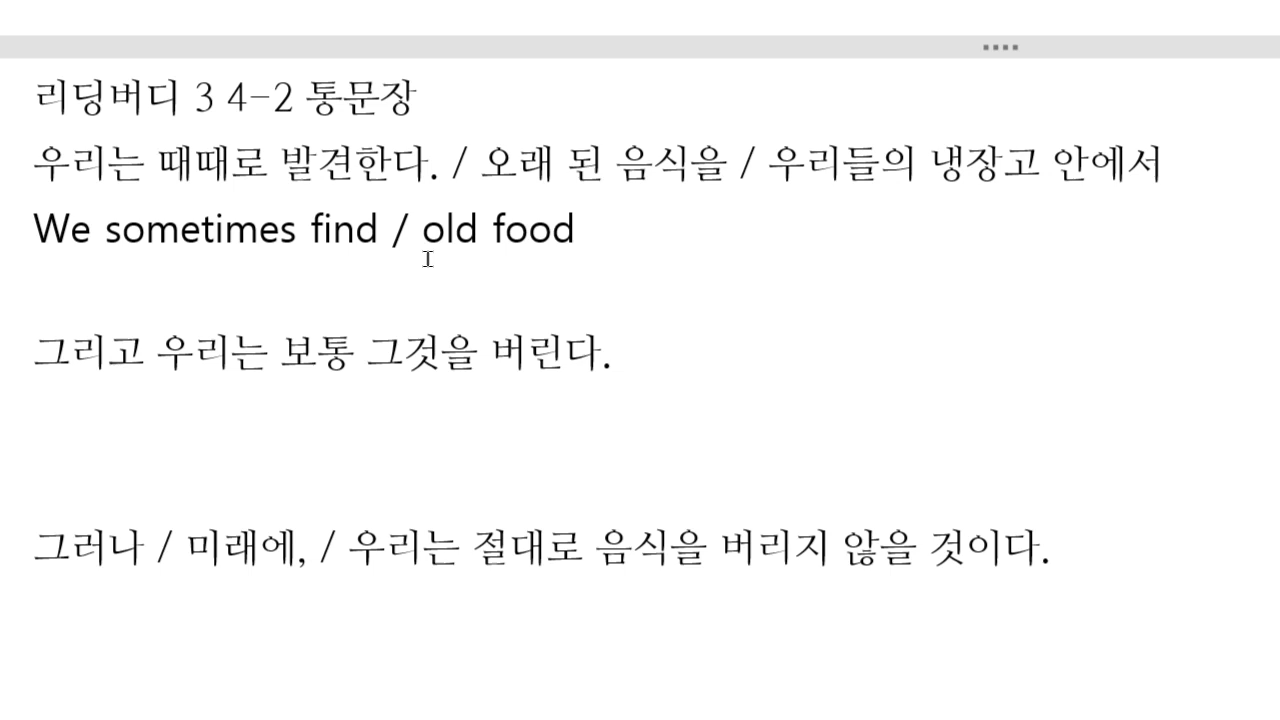 리딩버디 3 4-2 통문장
우리는 때때로 발견한다. / 오래 된 음식을 / 우리들의 냉장고 안에서
We sometimes find / old food
그리고 우리는 보통 그것을 버린다.
그러나 / 미래에, / 우리는 절대로 음식을 버리지 않을 것이다.